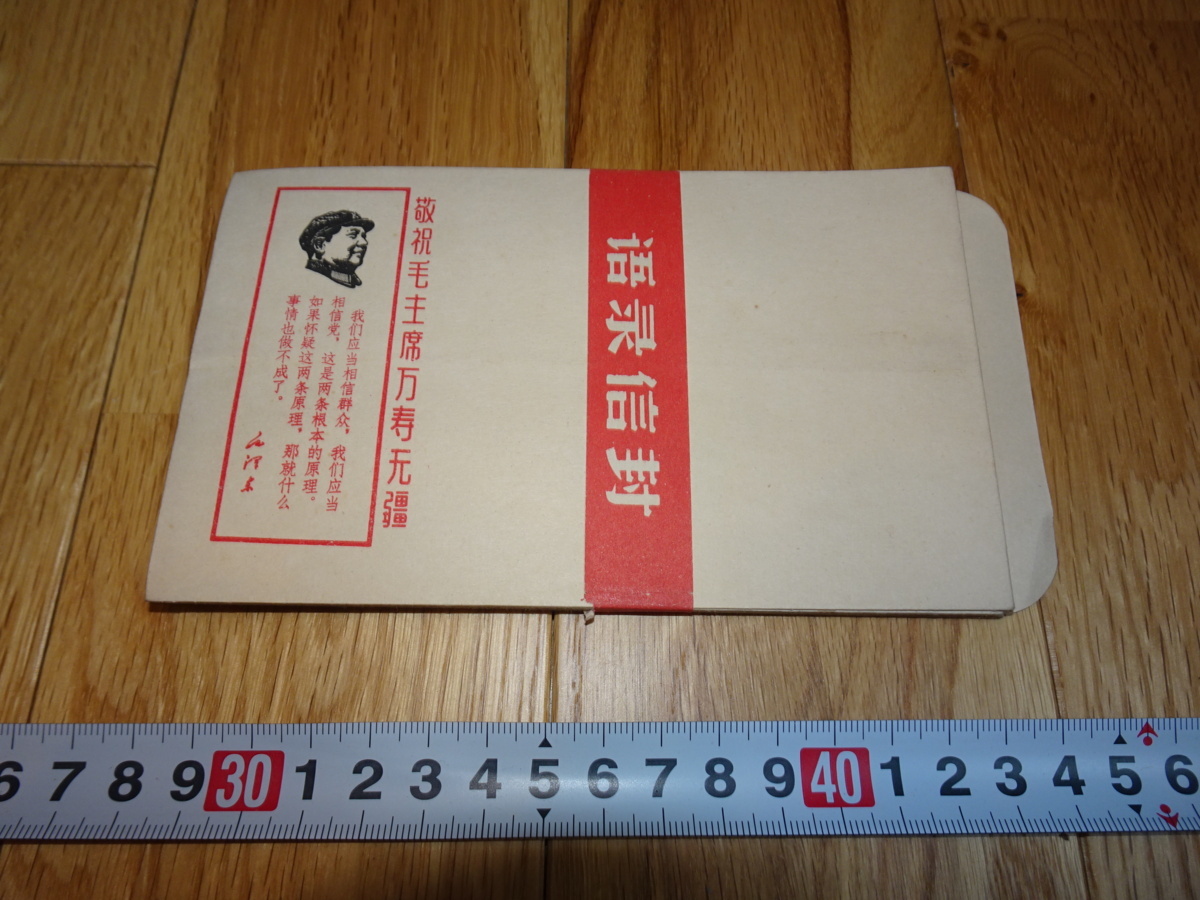 敬祝毛主席万寿无疆
我们应当相信群众，我们应当
相信党，这是两条根本的原理。
如果怀疑这两条原理，那就什么
事情也做不成了。
毛泽东
语录信封
6 7 8 9 30 1 2 3 4 5 6 7 8 9 40 1 2 3 4 5 6